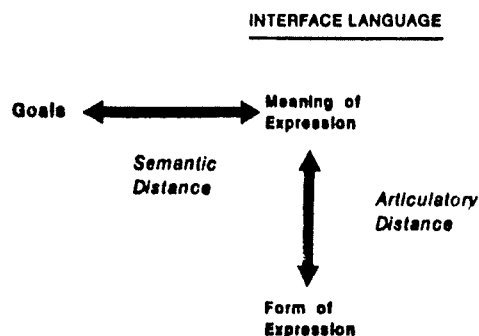 INTERFACE LANGUAGE
Goals
Meaning of
Expression
Semantic
Distance
Articulatory
Distance
Form of
Expression